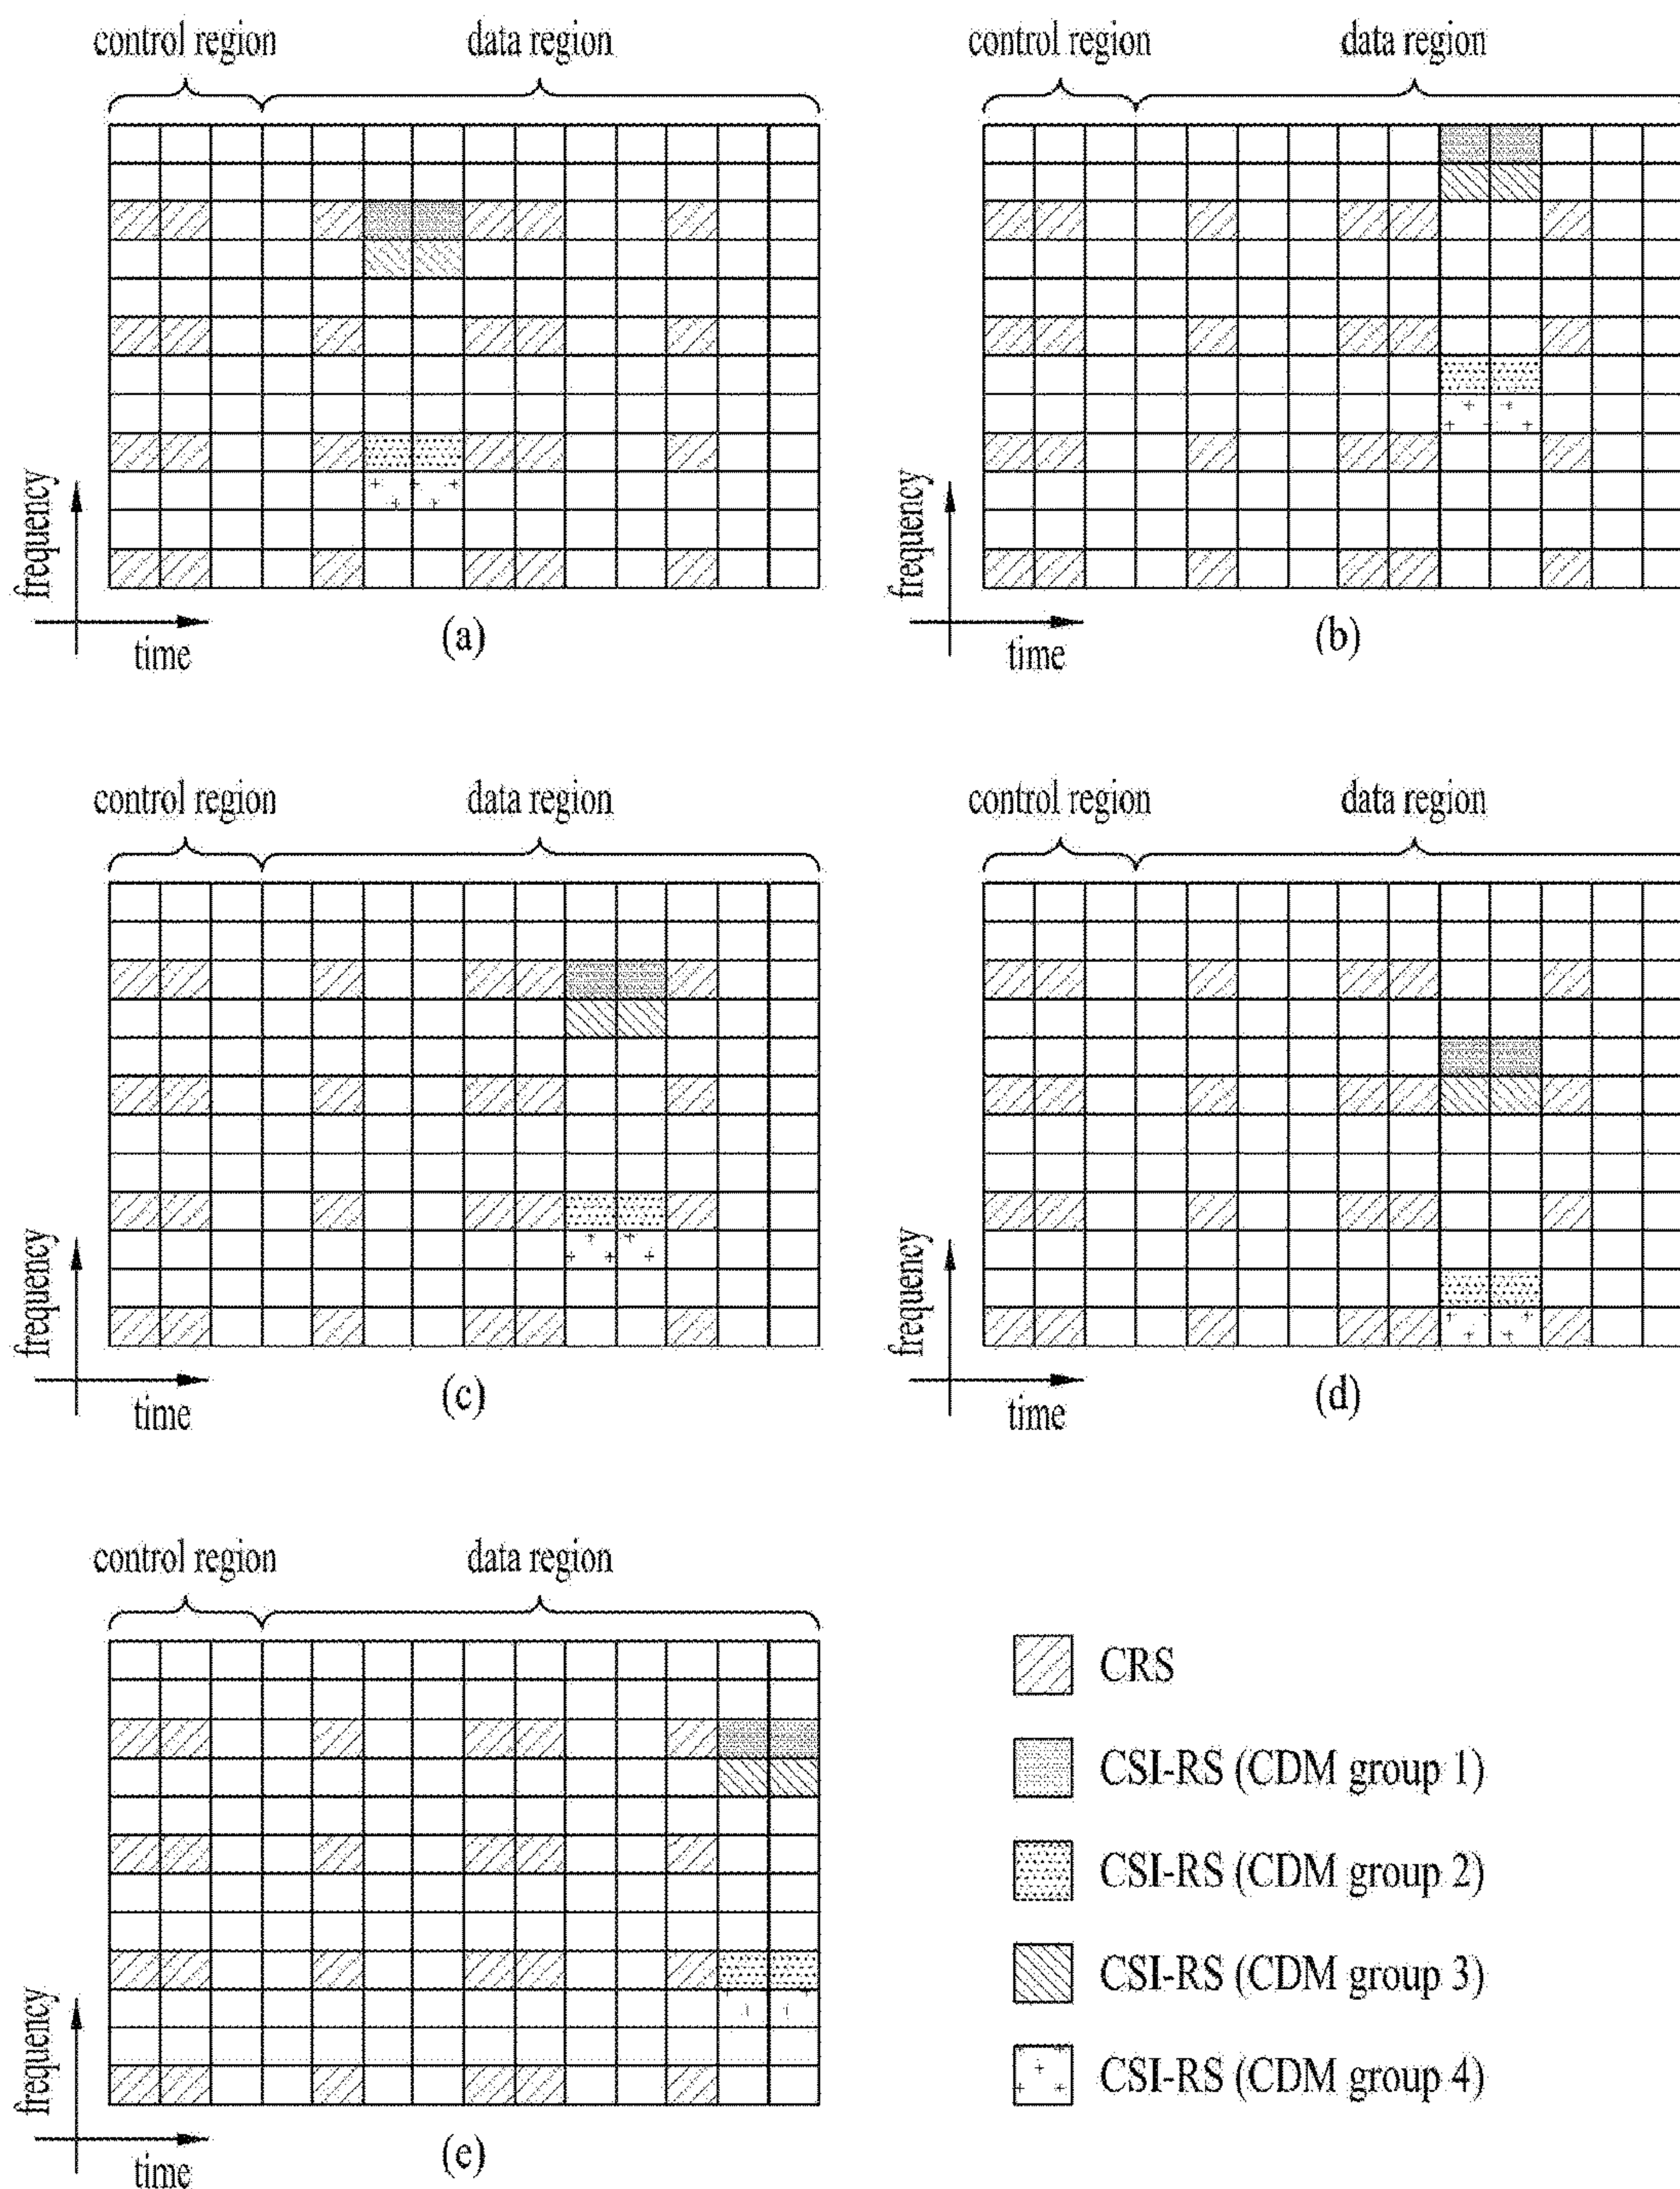 control region
data region
control region
data region
frequency
time
(a)
frequency
time
(b)
control region
data region
control region
data region
frequency
time
(c)
frequency
time
(d)
control region
data region
frequency
time
(e)
CRS
CSI-RS (CDM group 1)
CSI-RS (CDM group 2)
CSI-RS (CDM group 3)
CSI-RS (CDM group 4)